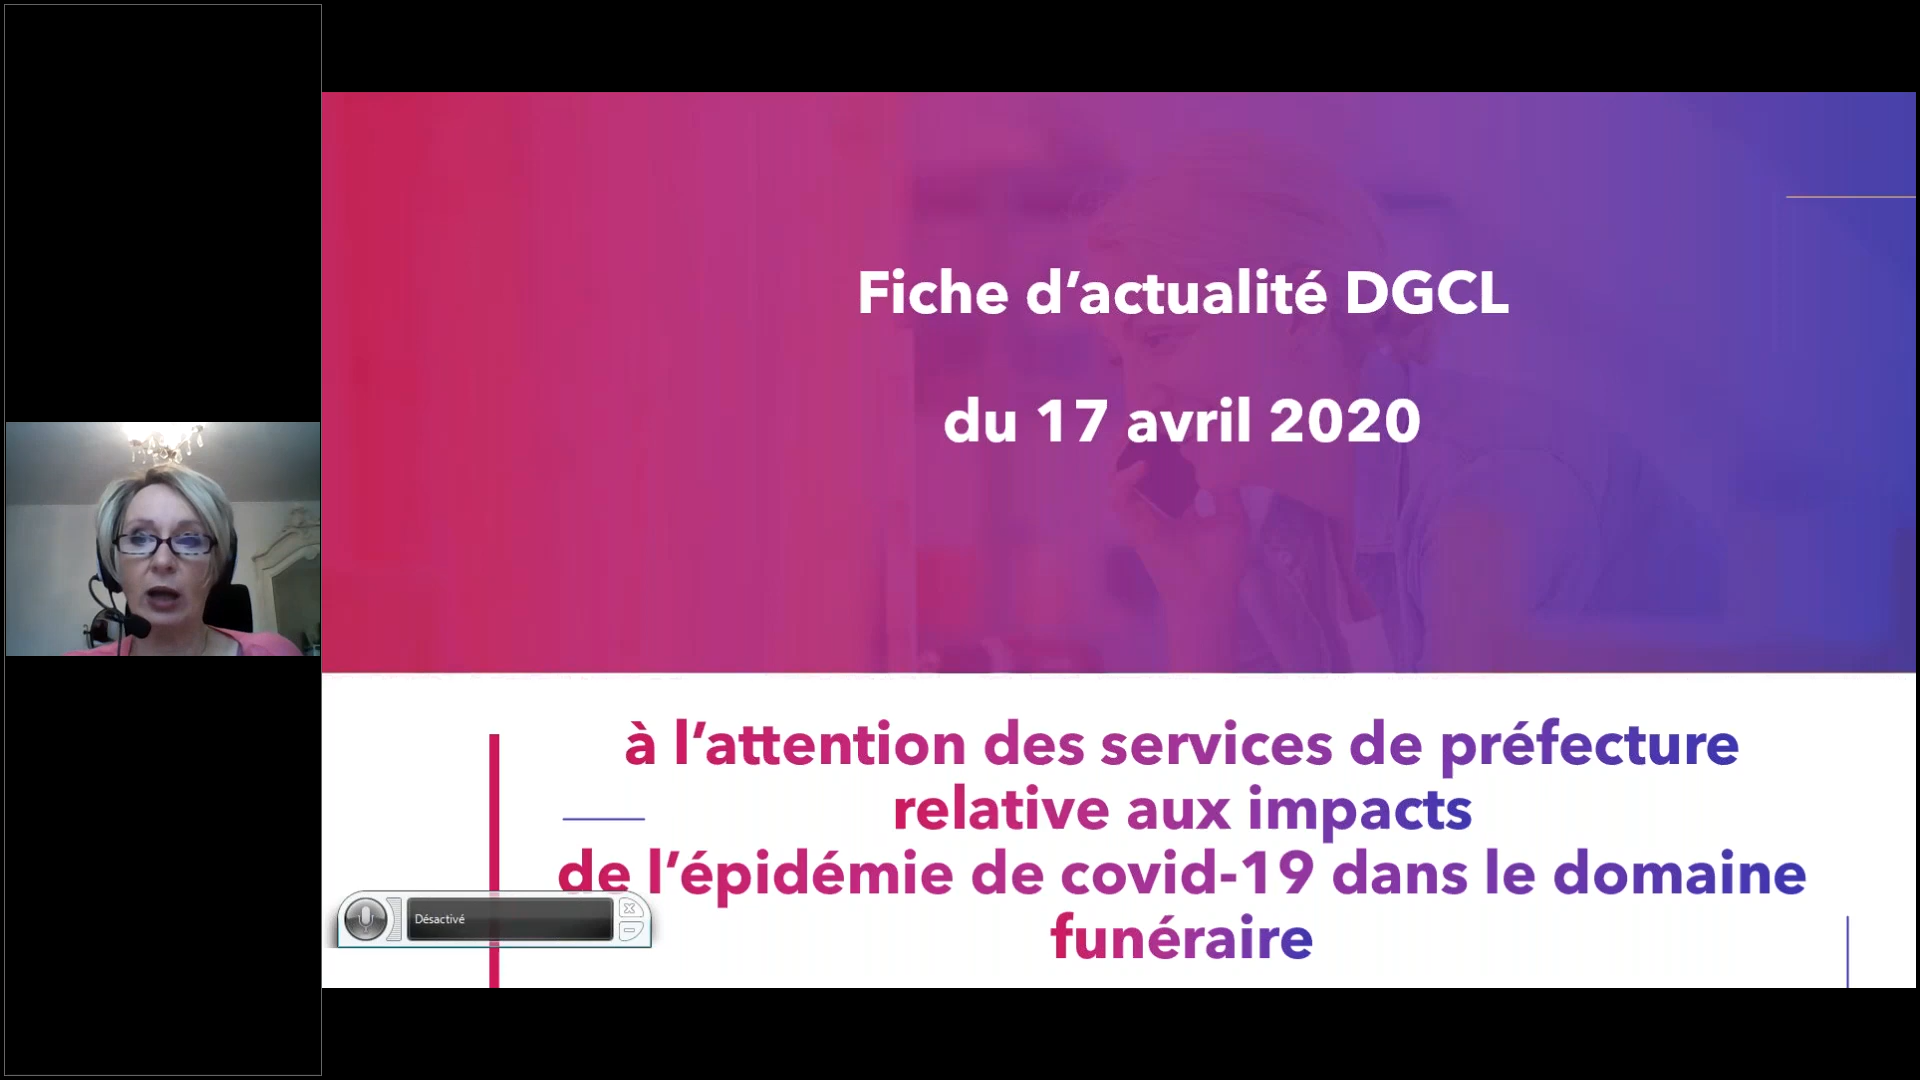 Fiche d’actualité DGCL
du 17 avril 2020
à l’attention des services de préfecture
relative aux impacts
de l’épidémie de covid-19 dans le domaine
funéraire
Désactivé